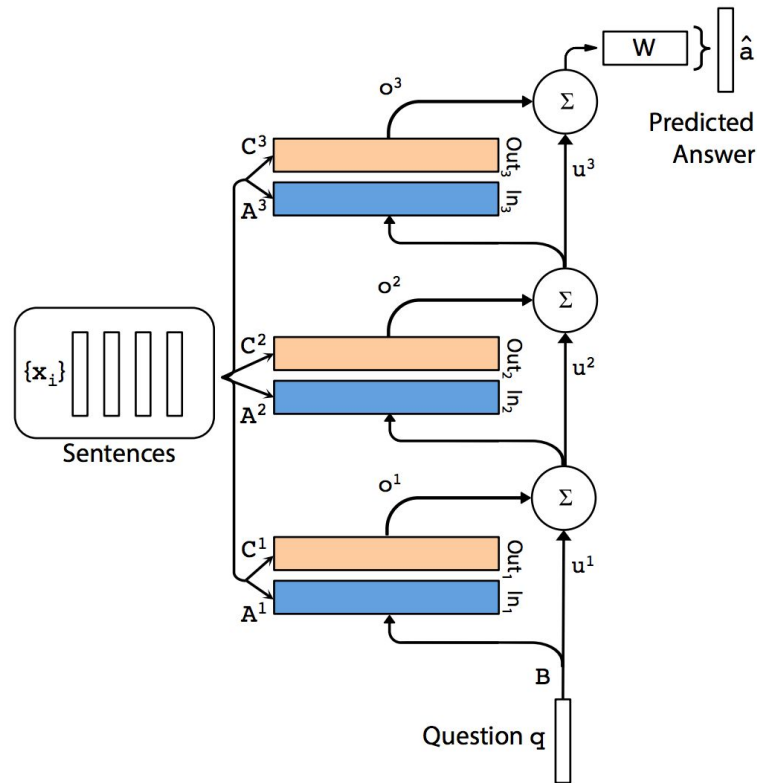 W
â
Predicted
Answer
o³
Σ
C³
Out₃
u³
A³
In₃
o²
Σ
C²
Out₂
u²
{xᵢ}
A²
In₂
Sentences
o¹
Σ
C¹
Out₁
u¹
A¹
In₁
B
Question q